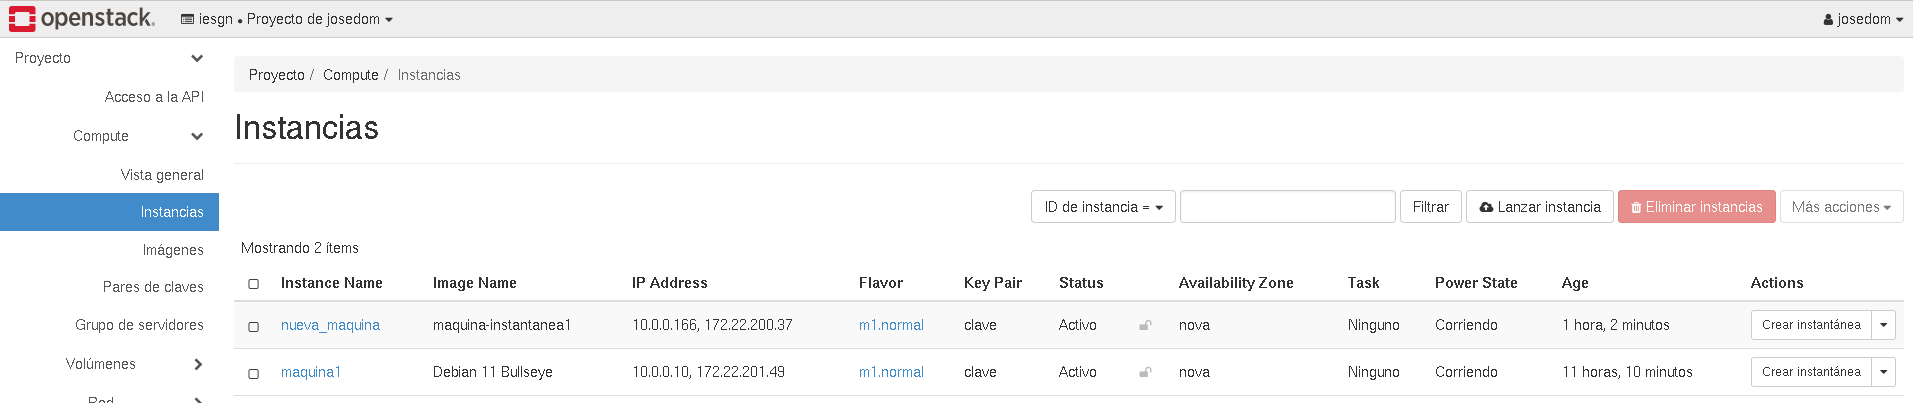 openstack. iesgn • Proyecto de josedom josedom
Proyecto
Acceso a la API
Compute
Vista general
Instancias
Imágenes
Pares de claves
Grupo de servidores
Volúmenes
Red
Proyecto / Compute / Instancias
Instancias
ID de instancia = Filtrar Lanzar instancia Eliminar instancias Más acciones
Mostrando 2 ítems
Instance Name Image Name IP Address Flavor Key Pair Status Availability Zone Task Power State Age Actions
nueva_maquina maquina-instantanea1 10.0.0.166, 172.22.200.37 m1.normal clave Activo nova Ninguno Corriendo 1 hora, 2 minutos Crear instantánea
maquina1 Debian 11 Bullseye 10.0.0.10, 172.22.201.49 m1.normal clave Activo nova Ninguno Corriendo 11 horas, 10 minutos Crear instantánea